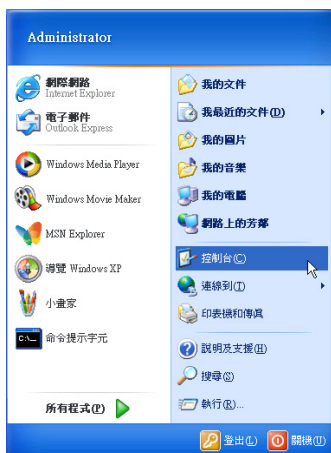 Administrator
網際網路
Internet Explorer
電子郵件
Outlook Express
Windows Media Player
Windows Movie Maker
MSN Explorer
導覽 Windows XP
小畫家
C:\_
命令提示字元
所有程式(P)
我的文件
我最近的文件(D)
我的圖片
我的音樂
我的電腦
網路上的芳鄰
控制台(C)
連線到(T)
印表機和傳真
說明及支援(H)
搜尋(S)
執行(R)...
登出(L)
關機(U)